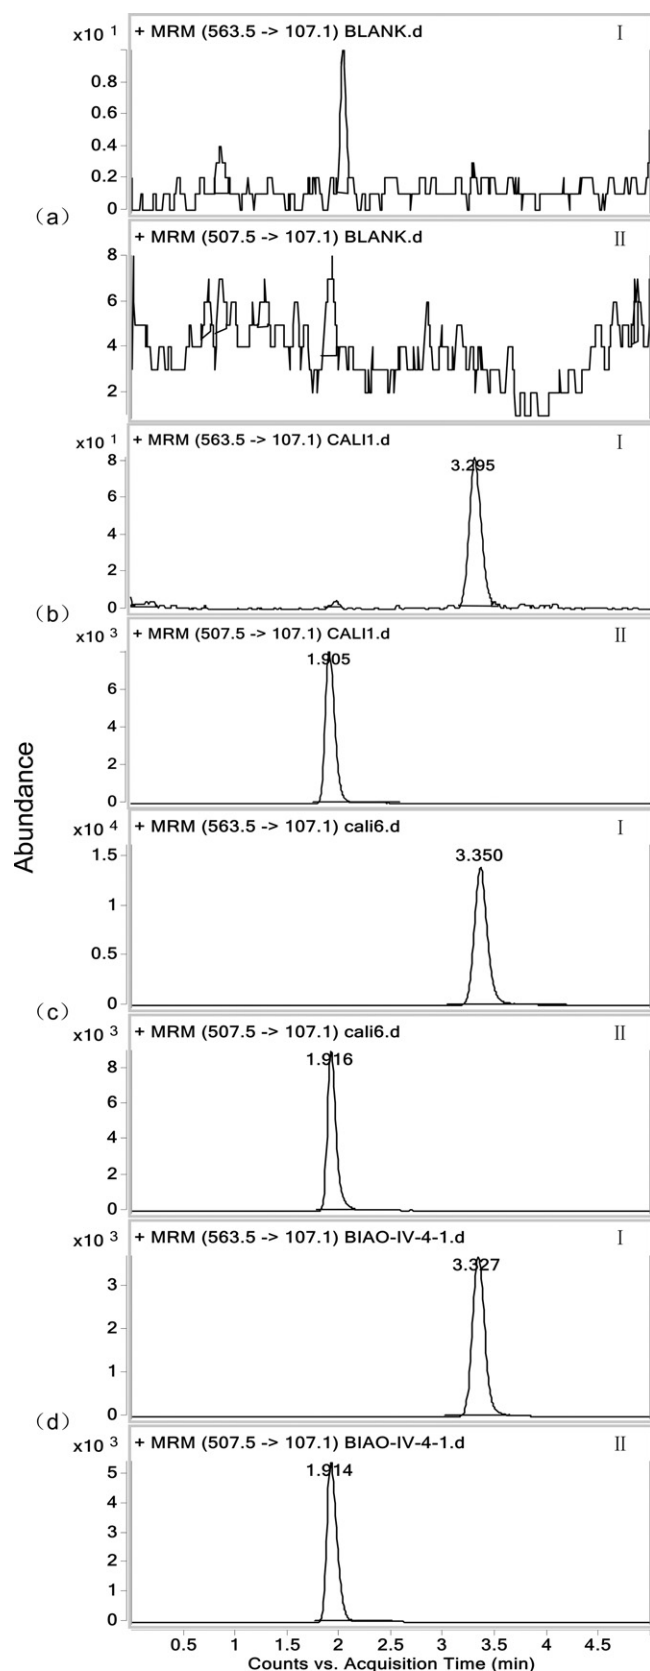 + MRM (563.5 -> 107.1) BLANK.d I
x10 1
0.8
0.6
0.4
0.2
0
(a)
+ MRM (507.5 -> 107.1) BLANK.d II
8
6
4
2
+ MRM (563.5 -> 107.1) CALI1.d I
x10 1
3.295
8
6
4
2
0
(b)
+ MRM (507.5 -> 107.1) CALI1.d II
x10 3
1.905
6
4
2
0
Abundance
+ MRM (563.5 -> 107.1) cali6.d I
x10 4
3.350
1.5
1
0.5
0
(c)
+ MRM (507.5 -> 107.1) cali6.d II
x10 3
1.916
8
6
4
2
0
+ MRM (563.5 -> 107.1) BIAO-IV-4-1.d I
x10 3
3.327
3
2
1
0
(d)
+ MRM (507.5 -> 107.1) BIAO-IV-4-1.d II
x10 3
1.914
5
4
3
2
1
0
0.5 1 1.5 2 2.5 3 3.5 4 4.5
Counts vs. Acquisition Time (min)